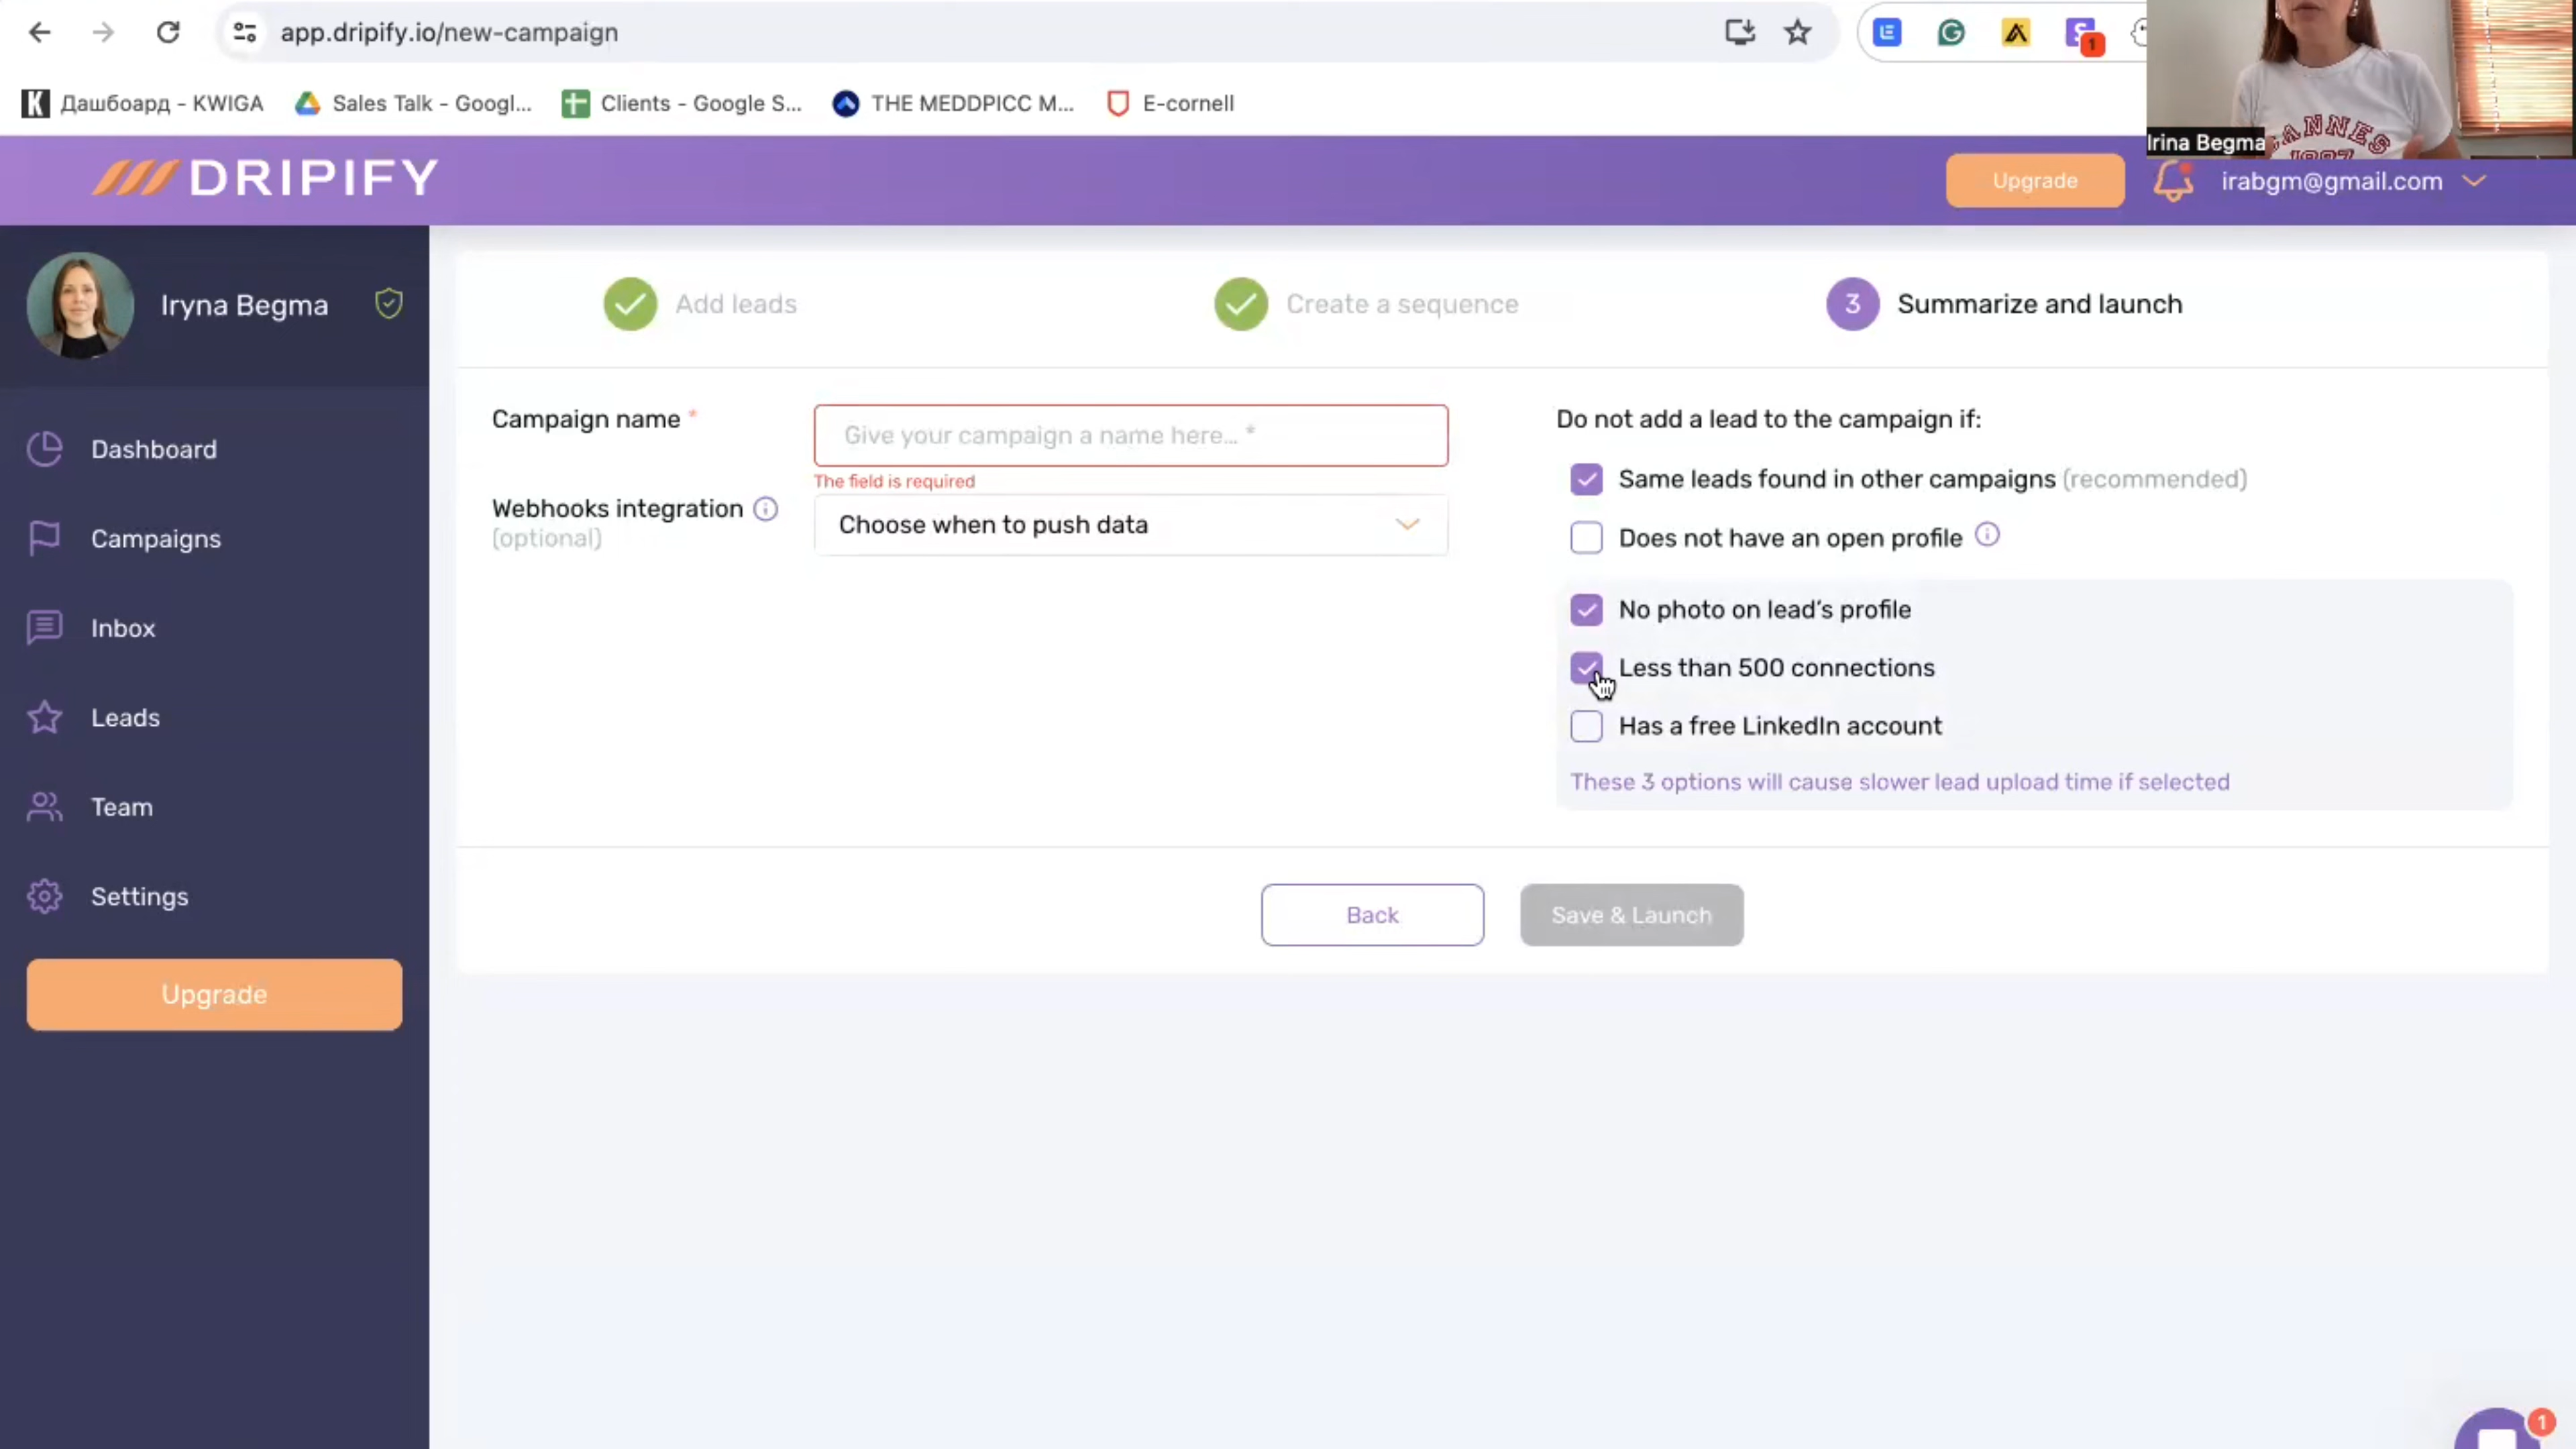 app.dripify.io/new-campaign
1
Дашбоард - KWIGA
Sales Talk - Googl...
Clients - Google S...
THE MEDDPICC M...
E-cornell
Irina Begma
DRIPIFY
Upgrade
irabgm@gmail.com
Iryna Begma
Add leads
Create a sequence
3
Summarize and launch
Dashboard
Campaigns
Inbox
Leads
Team
Settings
Upgrade
Campaign name *
Give your campaign a name here... *
The field is required
Webhooks integration
(optional)
Choose when to push data
Do not add a lead to the campaign if:
Same leads found in other campaigns (recommended)
Does not have an open profile
No photo on lead's profile
Less than 500 connections
Has a free LinkedIn account
These 3 options will cause slower lead upload time if selected
Back
Save & Launch
1